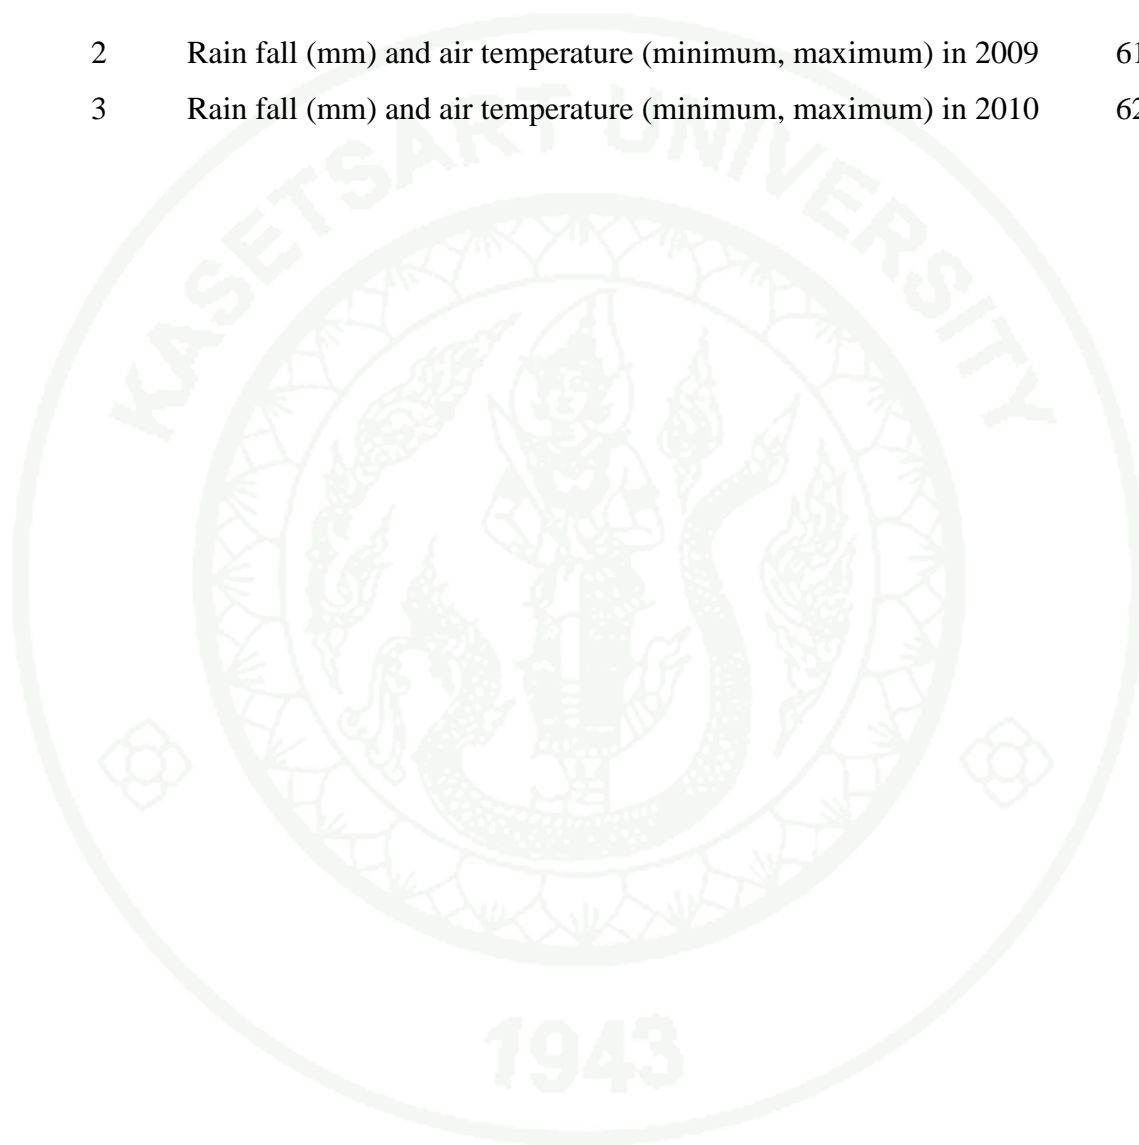 2 Rain fall (mm) and air temperature (minimum, maximum) in 2009 61
3 Rain fall (mm) and air temperature (minimum, maximum) in 2010 62
KASETSART UNIVERSITY
1943